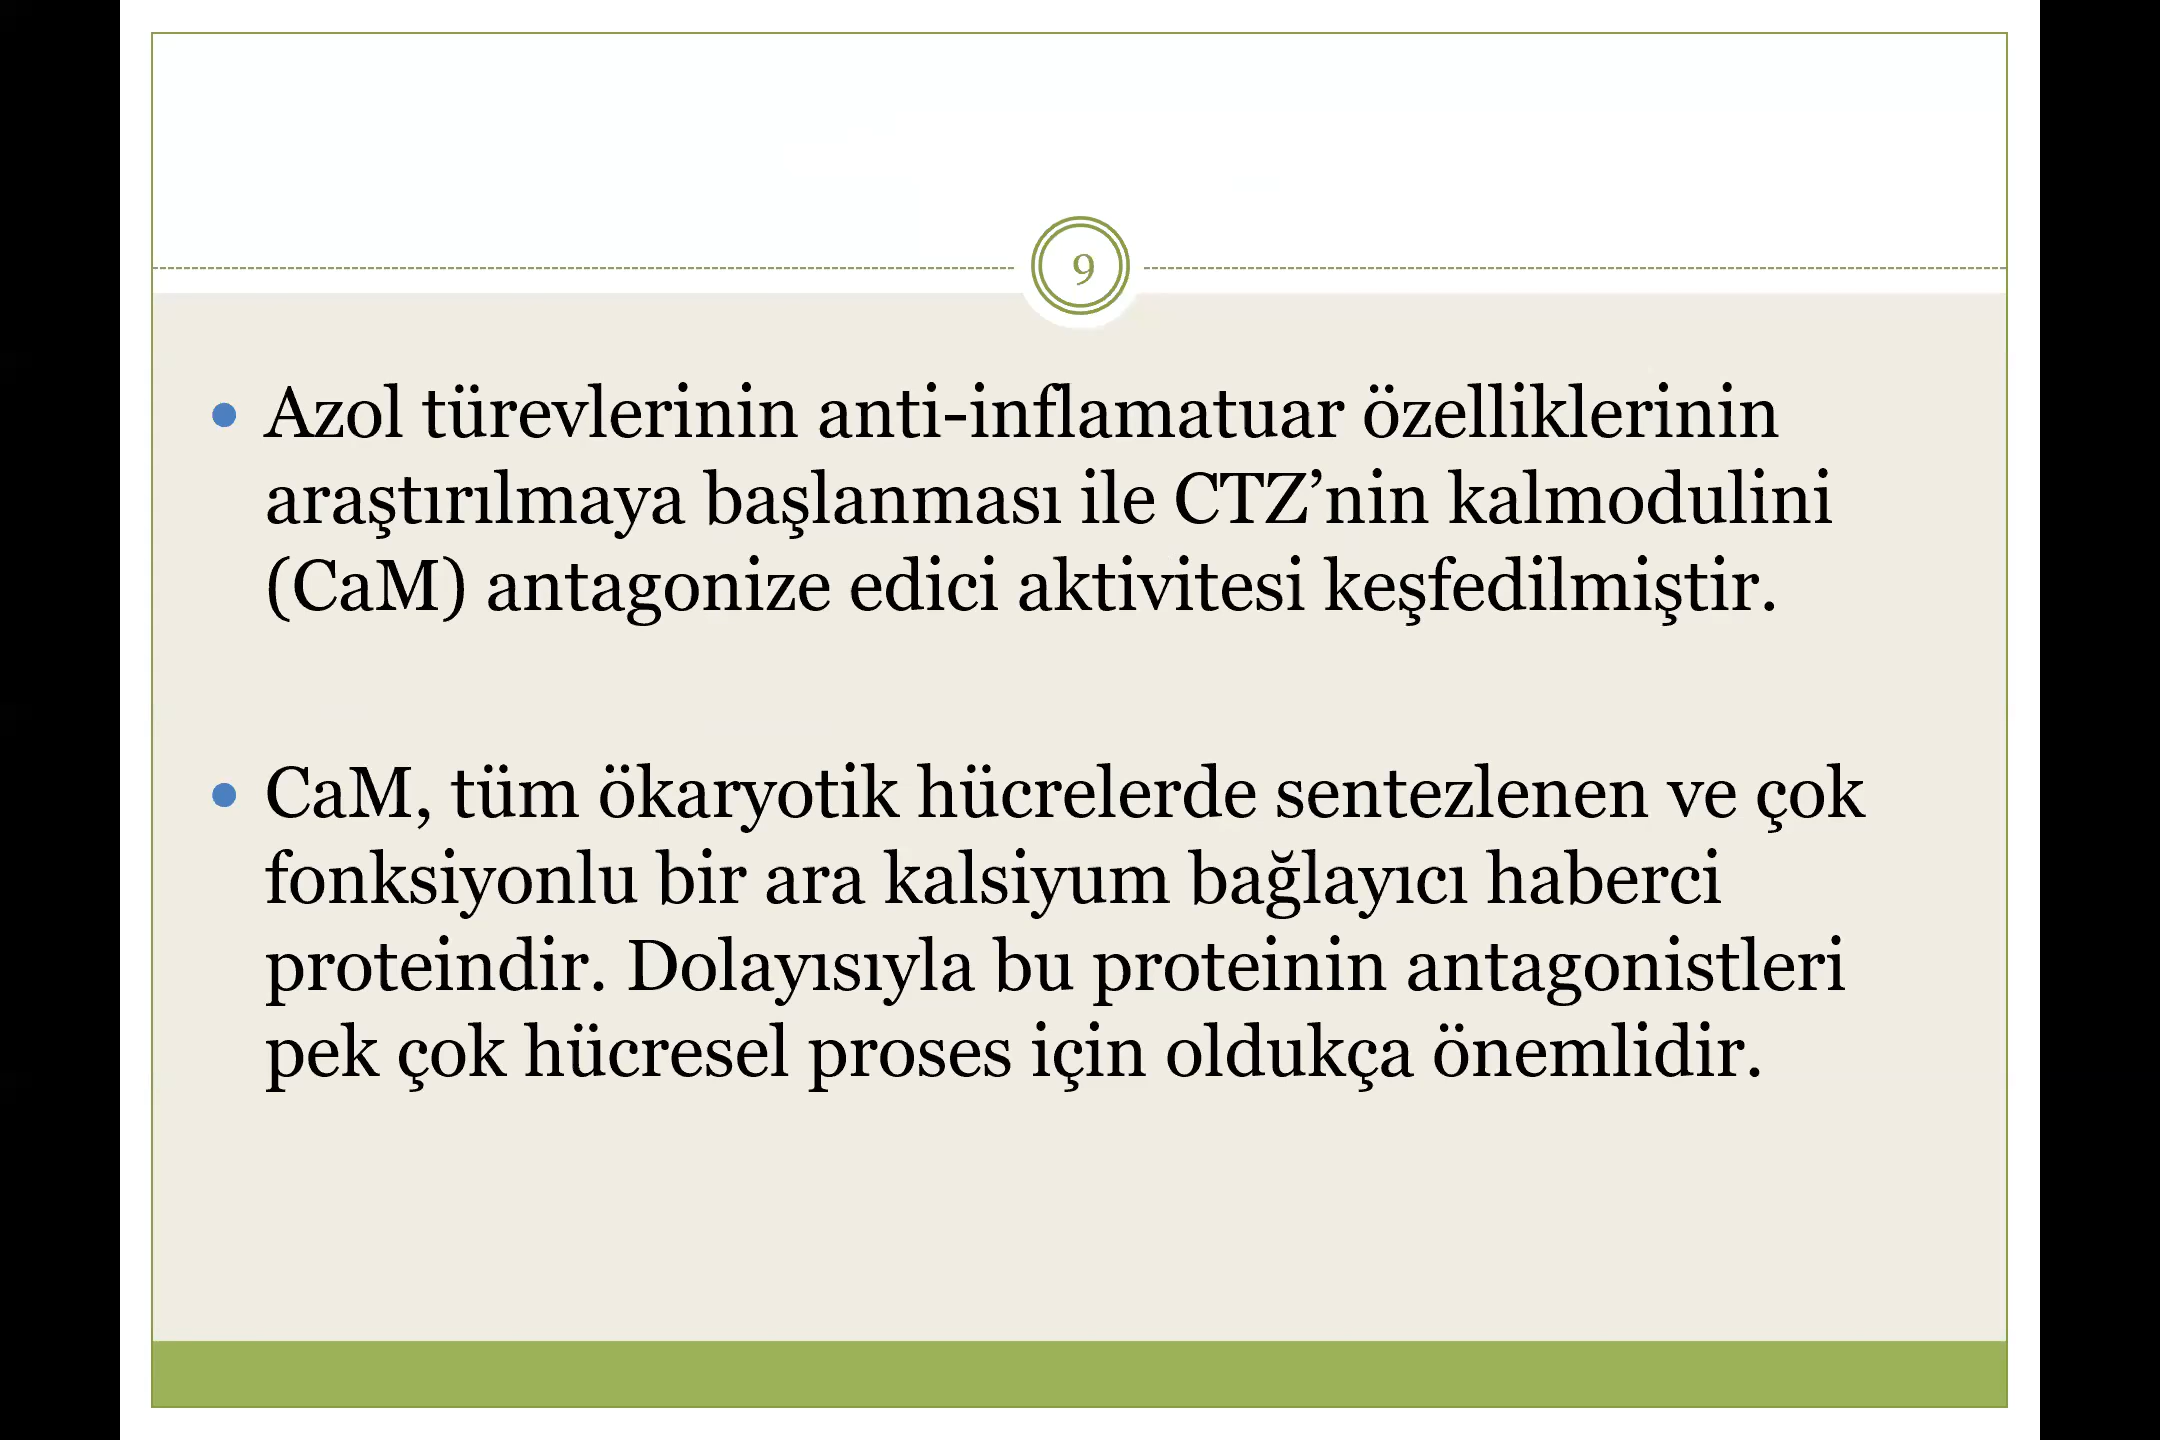 9
• Azol türevlerinin anti-inflamatuar özelliklerinin
araştırılmaya başlanması ile CTZ’nin kalmodulini
(CaM) antagonize edici aktivitesi keşfedilmiştir.
• CaM, tüm ökaryotik hücrelerde sentezlenen ve çok
fonksiyonlu bir ara kalsiyum bağlayıcı haberci
proteindir. Dolayısıyla bu proteinin antagonistleri
pek çok hücresel proses için oldukça önemlidir.